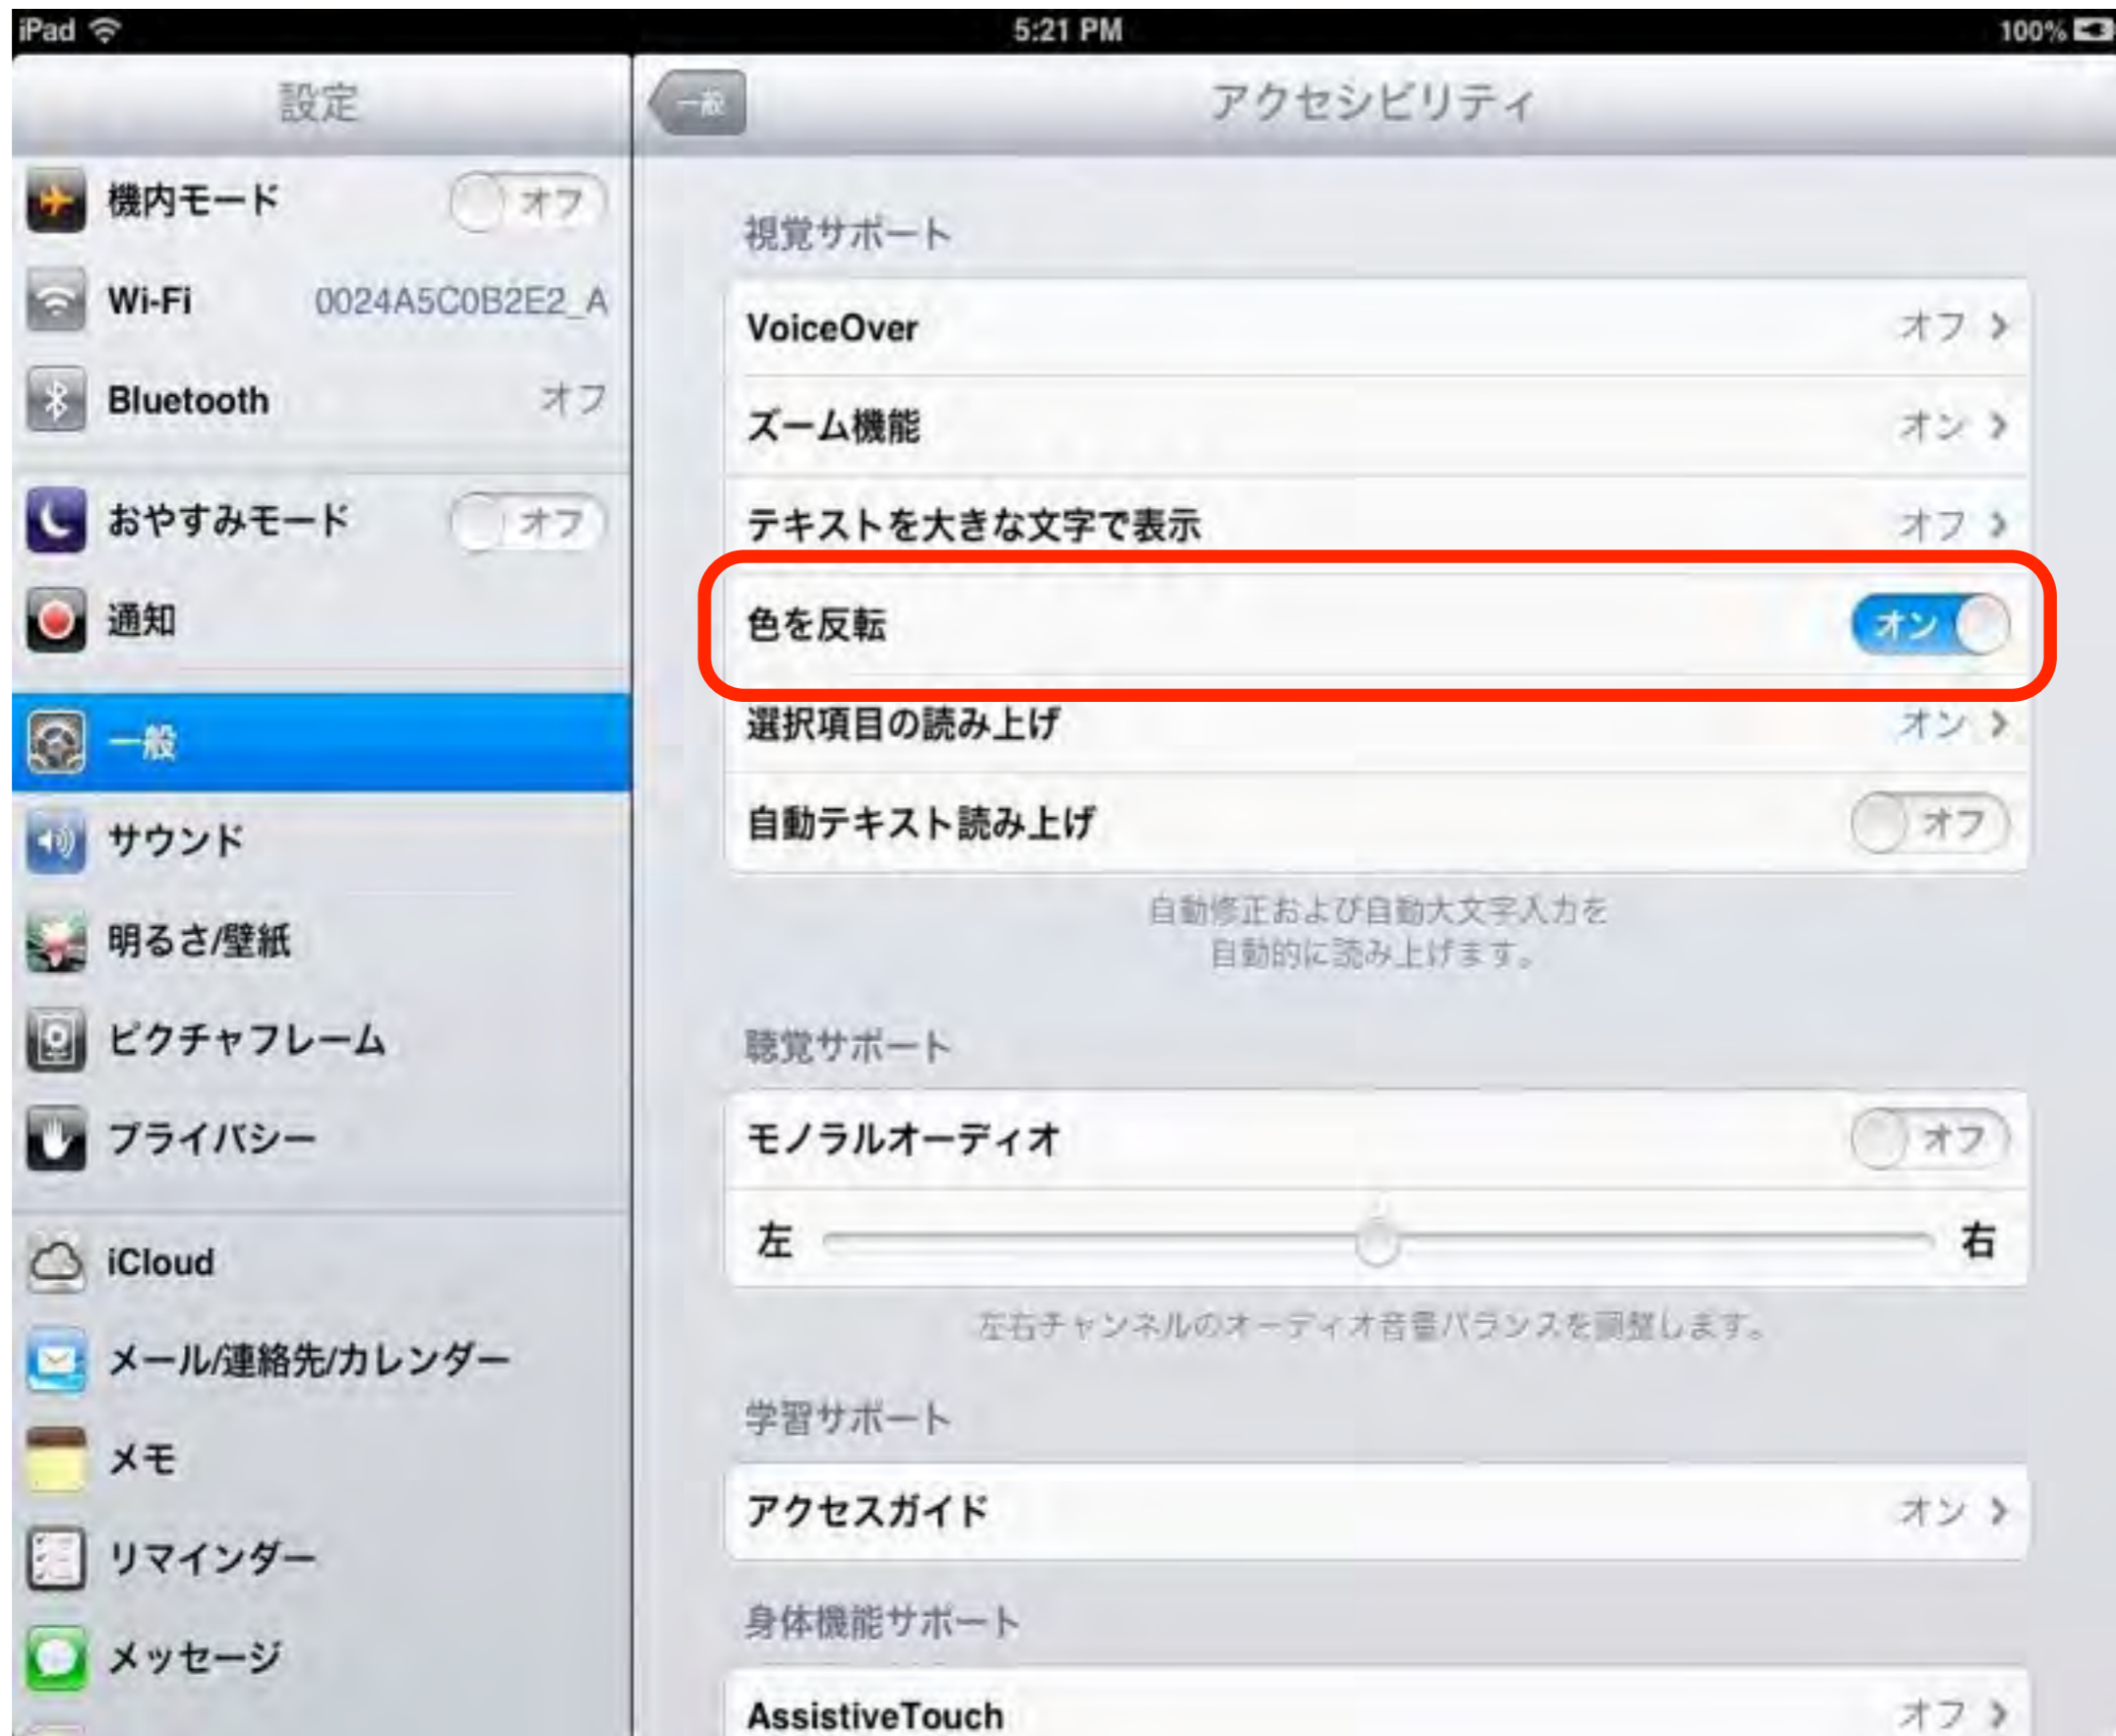 iPad
5:21 PM
100%
設定
機内モード オフ
Wi-Fi 0024A5C0B2E2_A
Bluetooth オフ
おやすみモード オフ
通知
一般
サウンド
明るさ/壁紙
ピクチャフレーム
プライバシー
iCloud
メール/連絡先/カレンダー
メモ
リマインダー
メッセージ
一般
アクセシビリティ
視覚サポート
VoiceOver オフ
ズーム機能 オン
テキストを大きな文字で表示 オフ
色を反転 オン
選択項目の読み上げ オン
自動テキスト読み上げ オフ
自動修正および自動大文字入力を
自動的に読み上げます。
聴覚サポート
モノラルオーディオ オフ
左 右
左右チャンネルのオーディオ音量バランスを調整します。
学習サポート
アクセスガイド オン
身体機能サポート
AssistiveTouch オフ